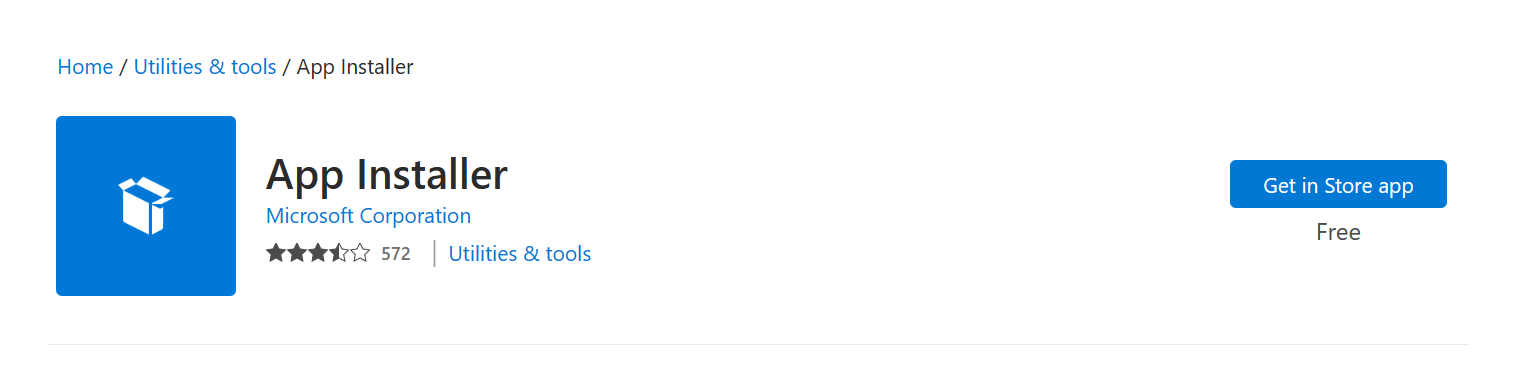 Home / Utilities & tools / App Installer
App Installer
Microsoft Corporation
572 | Utilities & tools
Get in Store app
Free